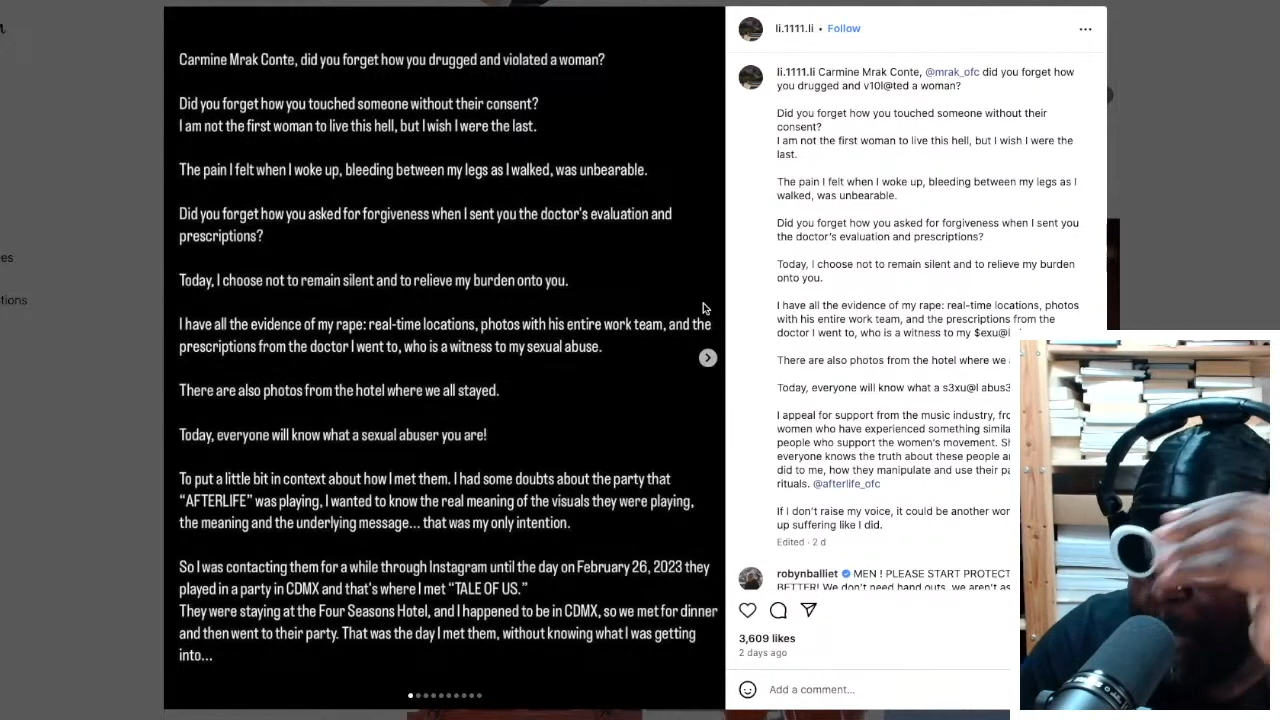 Carmine Mrak Conte, did you forget how you drugged and violated a woman?
Did you forget how you touched someone without their consent?
I am not the first woman to live this hell, but I wish I were the last.
The pain I felt when I woke up, bleeding between my legs as I walked, was unbearable.
Did you forget how you asked for forgiveness when I sent you the doctor's evaluation and
prescriptions?
Today, I choose not to remain silent and to relieve my burden onto you.
I have all the evidence of my rape: real-time locations, photos with his entire work team, and the
prescriptions from the doctor I went to, who is a witness to my sexual abuse.
There are also photos from the hotel where we all stayed.
Today, everyone will know what a sexual abuser you are!
To put a little bit in context about how I met them. I had some doubts about the party that
“AFTERLIFE” was playing, I wanted to know the real meaning of the visuals they were playing,
the meaning and the underlying message... that was my only intention.
So I was contacting them for a while through Instagram until the day on February 26, 2023 they
played in a party in CDMX and that's where I met “TALE OF US.”
They were staying at the Four Seasons Hotel, and I happened to be in CDMX, so we met for dinner
and then went to their party. That was the day I met them, without knowing what I was getting
into...
li.1111.li • Follow
li.1111.li Carmine Mrak Conte, @mrak_ofc did you forget how
you drugged and v10l@ted a woman?
Did you forget how you touched someone without their
consent?
I am not the first woman to live this hell, but I wish I were the
last.
The pain I felt when I woke up, bleeding between my legs as I
walked, was unbearable.
Did you forget how you asked for forgiveness when I sent you
the doctor's evaluation and prescriptions?
Today, I choose not to remain silent and to relieve my burden
onto you.
I have all the evidence of my rape: real-time locations, photos
with his entire work team, and the prescriptions from the
doctor I went to, who is a witness to my $exu@l
There are also photos from the hotel where we
Today, everyone will know what a s3xu@l abus3
I appeal for support from the music industry, fr
women who have experienced something simila
people who support the women's movement. S
everyone knows the truth about these people a
did to me, how they manipulate and use their pa
rituals. @afterlife_ofc
If I don't raise my voice, it could be another wo
up suffering like I did.
Edited · 2 d
robynballiet MEN ! PLEASE START PROTECT
BETTER! We don't need hand outs, we aren't as
3,609 likes
2 days ago
Add a comment...
es
tions